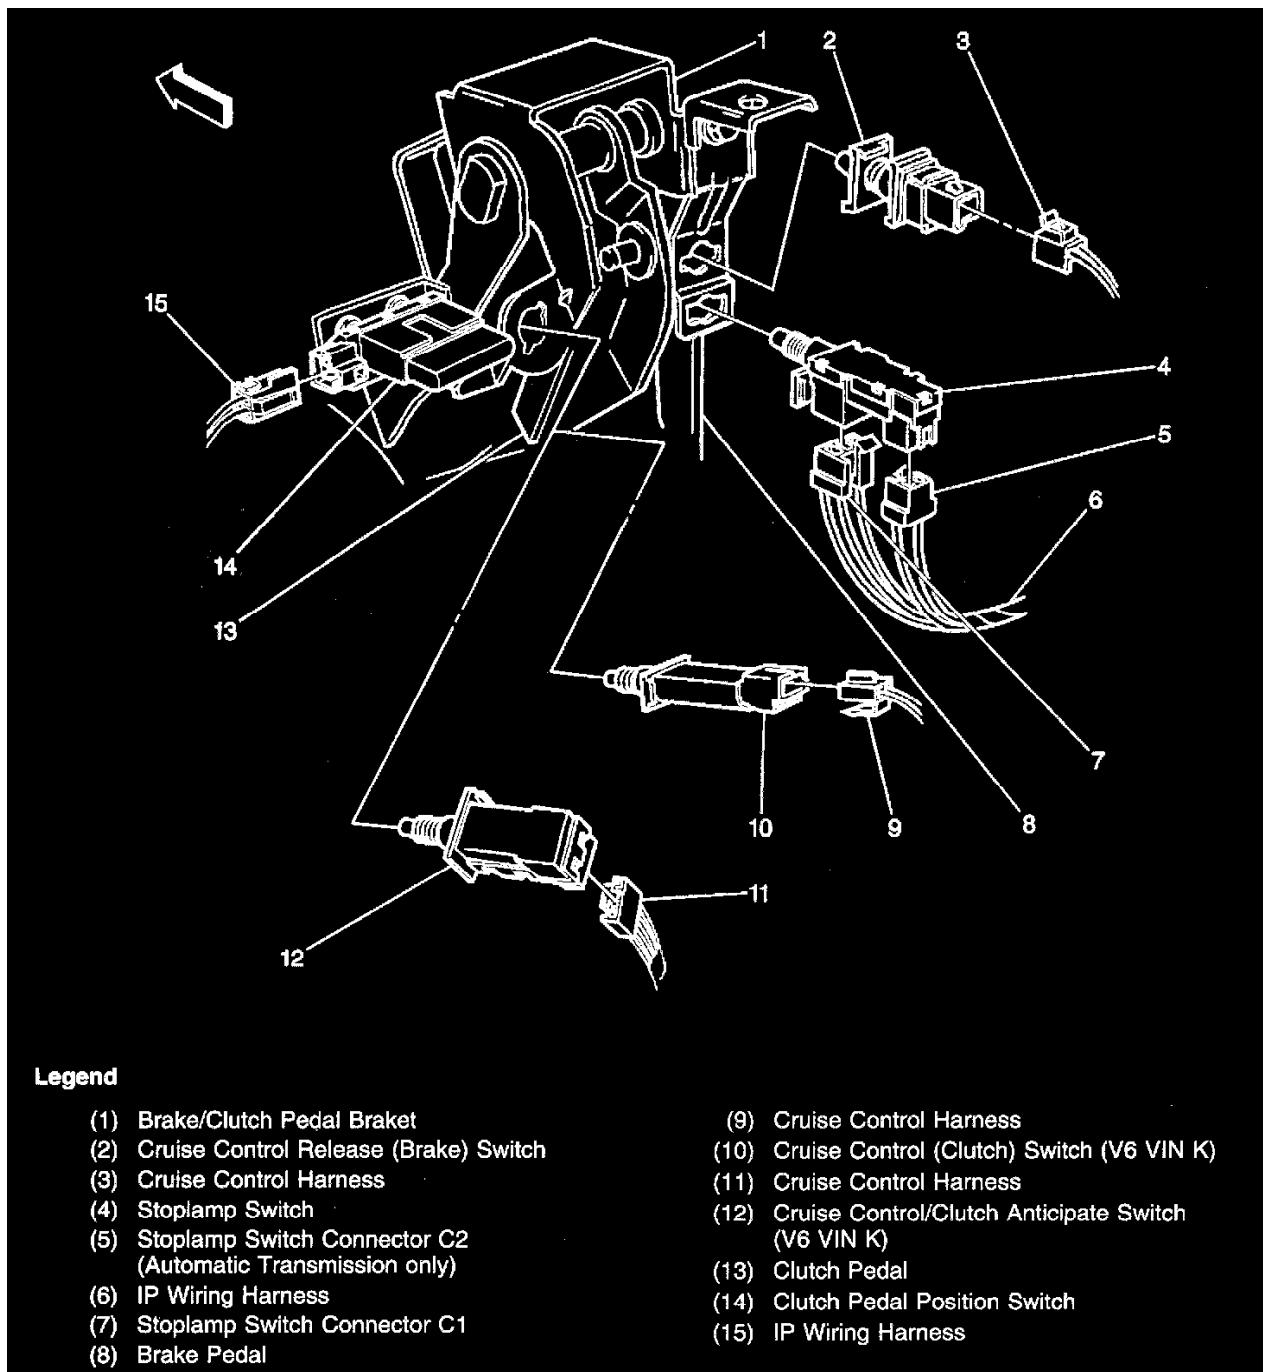 1
2
3
15
4
5
6
14
13
7
10
9
8
11
12
Legend
(1) Brake/Clutch Pedal Braket
(2) Cruise Control Release (Brake) Switch
(3) Cruise Control Harness
(4) Stoplamp Switch
(5) Stoplamp Switch Connector C2
(Automatic Transmission only)
(6) IP Wiring Harness
(7) Stoplamp Switch Connector C1
(8) Brake Pedal
(9) Cruise Control Harness
(10) Cruise Control (Clutch) Switch (V6 VIN K)
(11) Cruise Control Harness
(12) Cruise Control/Clutch Anticipate Switch
(V6 VIN K)
(13) Clutch Pedal
(14) Clutch Pedal Position Switch
(15) IP Wiring Harness